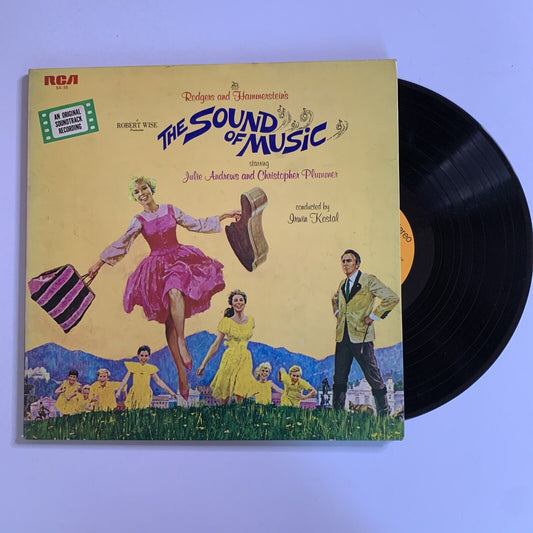 RCA
AN ORIGINAL
SOUNDTRACK
RECORDING
Rodgers and Hammerstein's
ROBERT WISE
Production
THE SOUND
OF MUSIC
starring
Julie Andrews and Christopher Plummer
conducted by
Irwin Kostal